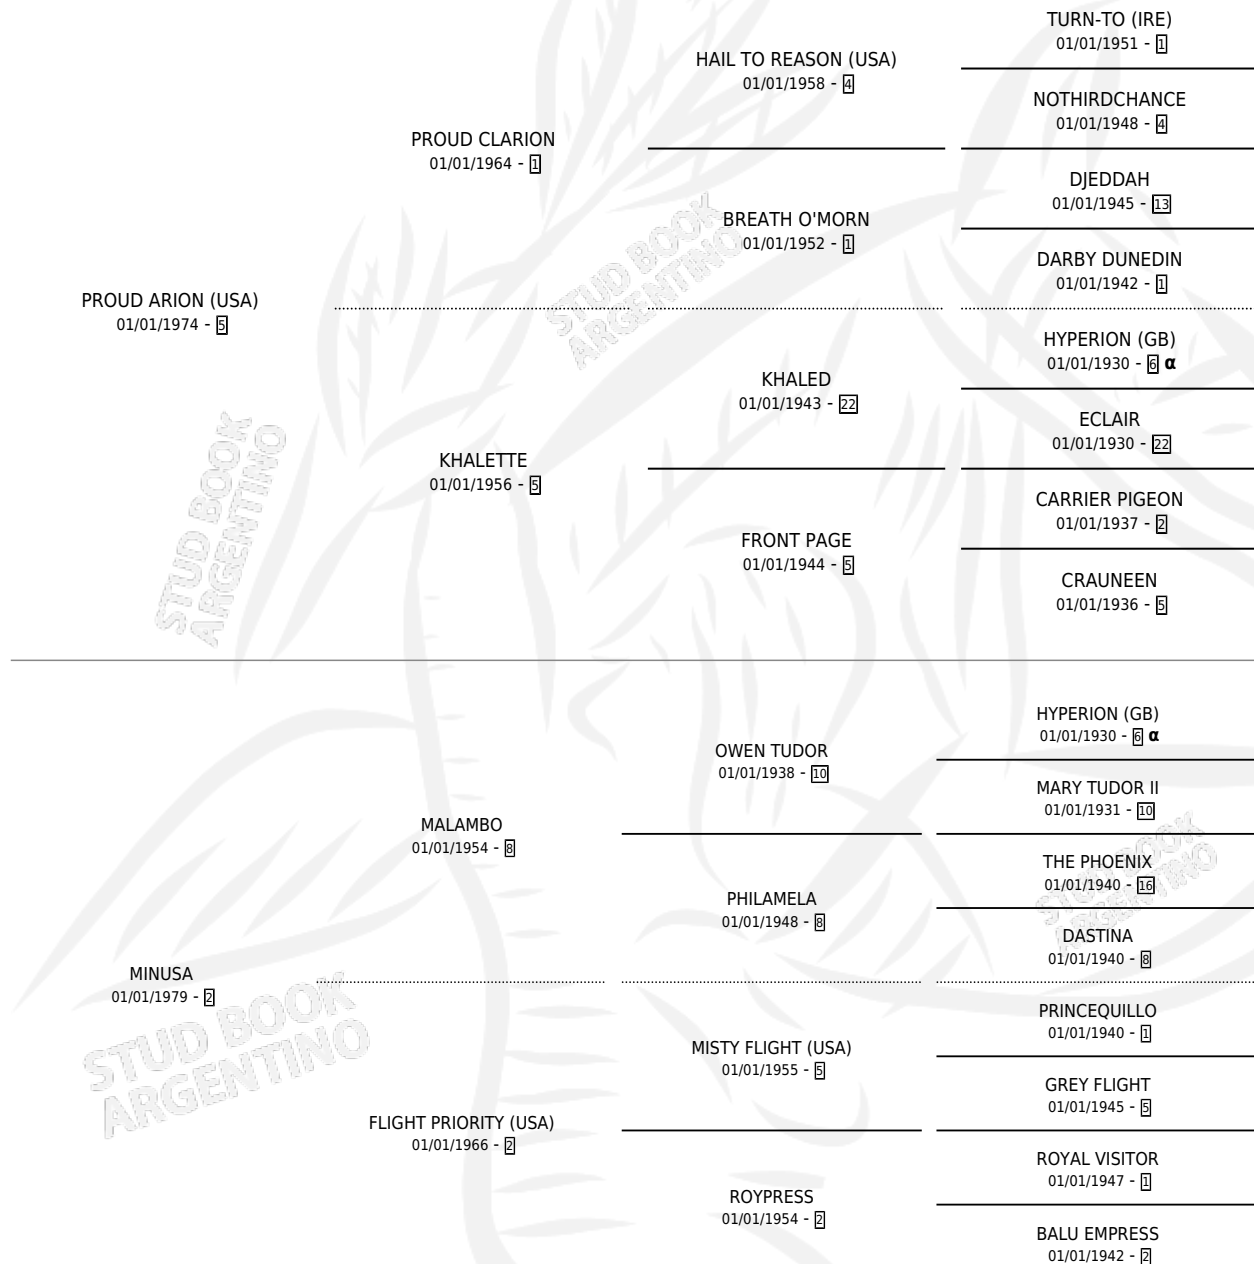 TURN-TO (IRE)
01/01/1951 - 1
HAIL TO REASON (USA)
01/01/1958 - 4
NOTHIRDCHANCE
01/01/1948 - 4
PROUD CLARION
01/01/1964 - 1
DJEDDAH
01/01/1945 - 13
BREATH O'MORN
01/01/1952 - 1
DARBY DUNEDIN
01/01/1942 - 1
PROUD ARION (USA)
01/01/1974 - 5
HYPERION (GB)
01/01/1930 - 6 α
KHALED
01/01/1943 - 22
ECLAIR
01/01/1930 - 22
KHALETTE
01/01/1956 - 5
CARRIER PIGEON
01/01/1937 - 2
FRONT PAGE
01/01/1944 - 5
CRAUNEEN
01/01/1936 - 5
HYPERION (GB)
01/01/1930 - 6 α
OWEN TUDOR
01/01/1938 - 10
MARY TUDOR II
01/01/1931 - 10
MALAMBO
01/01/1954 - 8
THE PHOENIX
01/01/1940 - 16
PHILAMELA
01/01/1948 - 8
DASTINA
01/01/1940 - 8
MINUSA
01/01/1979 - 2
PRINCEQUILLO
01/01/1940 - 1
MISTY FLIGHT (USA)
01/01/1955 - 5
GREY FLIGHT
01/01/1945 - 5
FLIGHT PRIORITY (USA)
01/01/1966 - 2
ROYAL VISITOR
01/01/1947 - 1
ROYPRESS
01/01/1954 - 2
BALU EMPRESS
01/01/1942 - 2
STUD BOOK
ARGENTINO
STUD BOOK
ARGENTINO
STUD BOOK
ARGENTINO
STUD BOOK
ARGENTINO